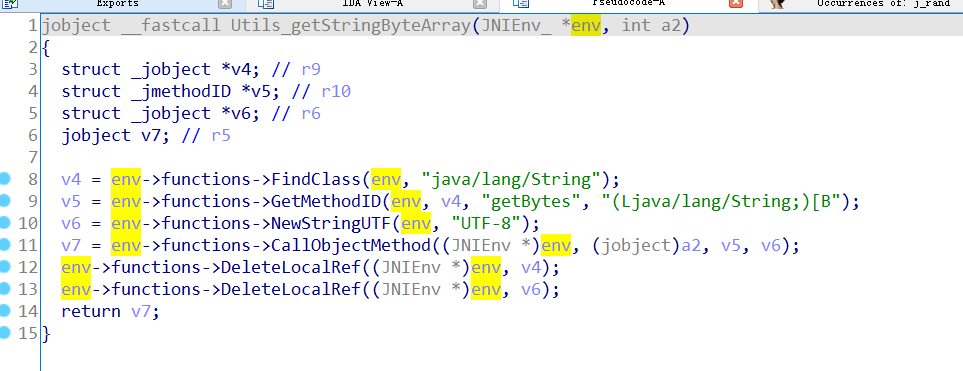 Exports IDA View-A Pseudocode-A Occurrences of: j_rand
1 jobject __fastcall Utils_getStringByteArray(JNIEnv_ *env, int a2)
2 {
3   struct _jobject *v4; // r9
4   struct _jmethodID *v5; // r10
5   struct _jobject *v6; // r6
6   jobject v7; // r5
7
8   v4 = env->functions->FindClass(env, "java/lang/String");
9   v5 = env->functions->GetMethodID(env, v4, "getBytes", "(Ljava/lang/String;)[B");
10   v6 = env->functions->NewStringUTF(env, "UTF-8");
11   v7 = env->functions->CallObjectMethod((JNIEnv *)env, (jobject)a2, v5, v6);
12   env->functions->DeleteLocalRef((JNIEnv *)env, v4);
13   env->functions->DeleteLocalRef((JNIEnv *)env, v6);
14   return v7;
15 }